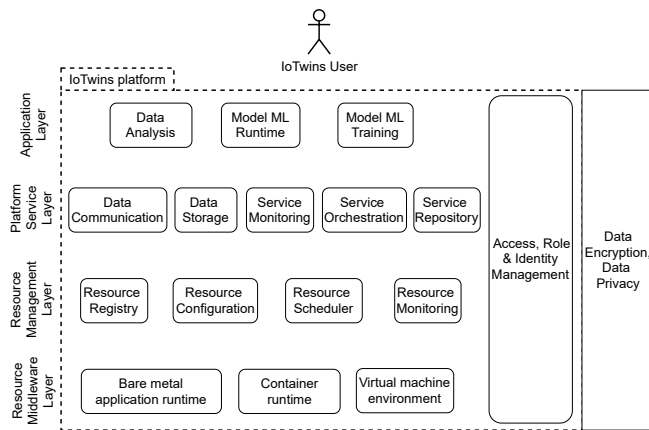 IoTwins User
IoTwins platform
Application
Layer
Data
Analysis
Model ML
Runtime
Model ML
Training
Platform
Service
Layer
Data
Communication
Data
Storage
Service
Monitoring
Service
Orchestration
Service
Repository
Access, Role
& Identity
Management
Data
Encryption,
Data
Privacy
Resource
Management
Layer
Resource
Registry
Resource
Configuration
Resource
Scheduler
Resource
Monitoring
Resource
Middleware
Layer
Bare metal
application runtime
Container
runtime
Virtual machine
environment